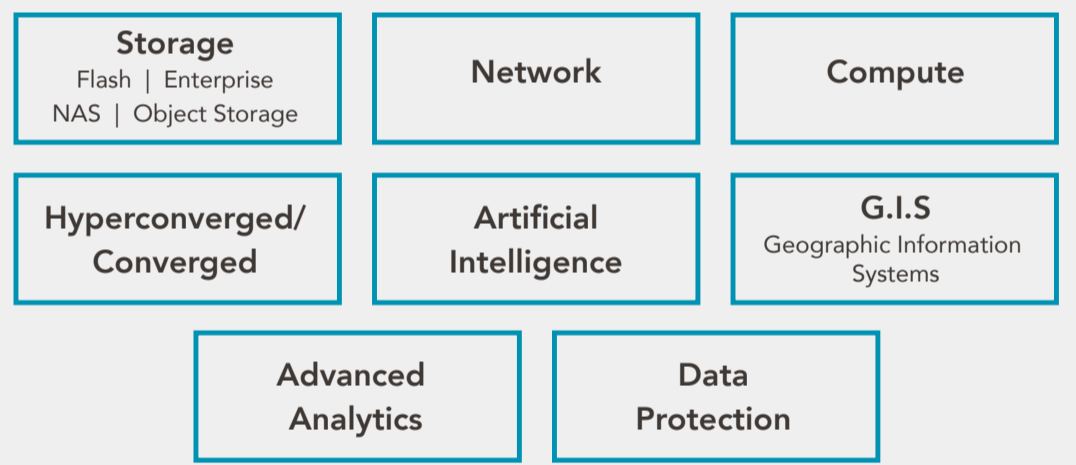 Storage
Flash | Enterprise
NAS | Object Storage
Network
Compute
Hyperconverged/
Converged
Artificial
Intelligence
G.I.S
Geographic Information
Systems
Advanced
Analytics
Data
Protection